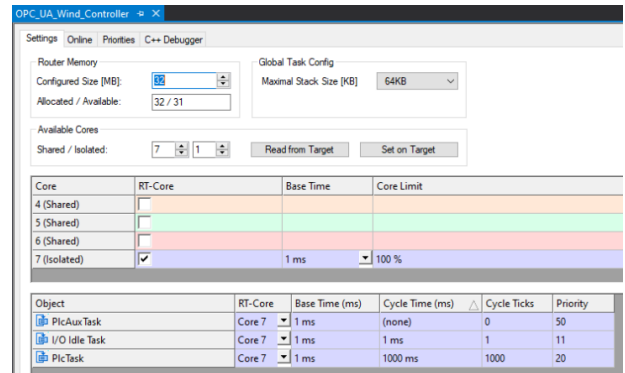 OPC_UA_Wind_Controller
Settings Online Priorities C++ Debugger
Router Memory
Configured Size [MB]: 32
Allocated / Available: 32 / 31
Global Task Config
Maximal Stack Size [KB] 64KB
Available Cores
Shared / Isolated: 7 1 Read from Target Set on Target
Core RT-Core Base Time Core Limit
4 (Shared)
5 (Shared)
6 (Shared)
7 (Isolated) 1 ms 100 %
Object RT-Core Base Time (ms) Cycle Time (ms) Cycle Ticks Priority
PlcAuxTask Core 7 1 ms (none) 0 50
I/O Idle Task Core 7 1 ms 1 ms 1 11
PlcTask Core 7 1 ms 1000 ms 1000 20